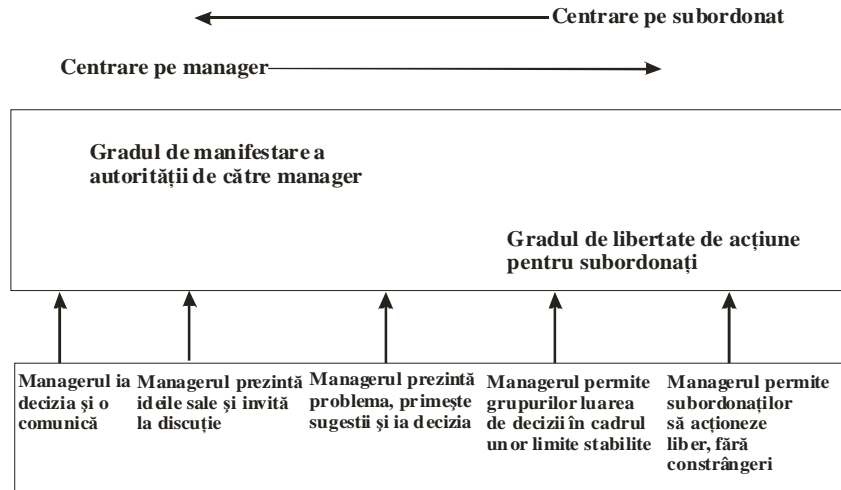 Centrare pe subordonat
Centrare pe manager
Gradul de manifestare a
autorității de către manager
Gradul de libertate de acțiune
pentru subordonați
Managerul ia
decizia și o
comunică
Managerul prezintă
ideile sale și invită
la discuție
Managerul prezintă
problema, primește
sugestii și ia decizia
Managerul permite
grupurilor luarea
de decizii în cadrul
unor limite stabilite
Managerul permite
subordonaților
să acționeze
liber, fără
constrângeri